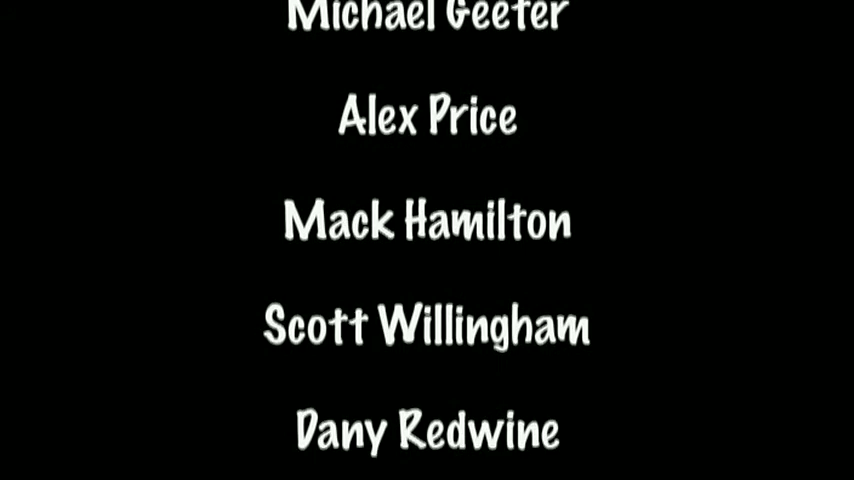 Michael Geeter
Alex Price
Mack Hamilton
Scott Willingham
Dany Redwine